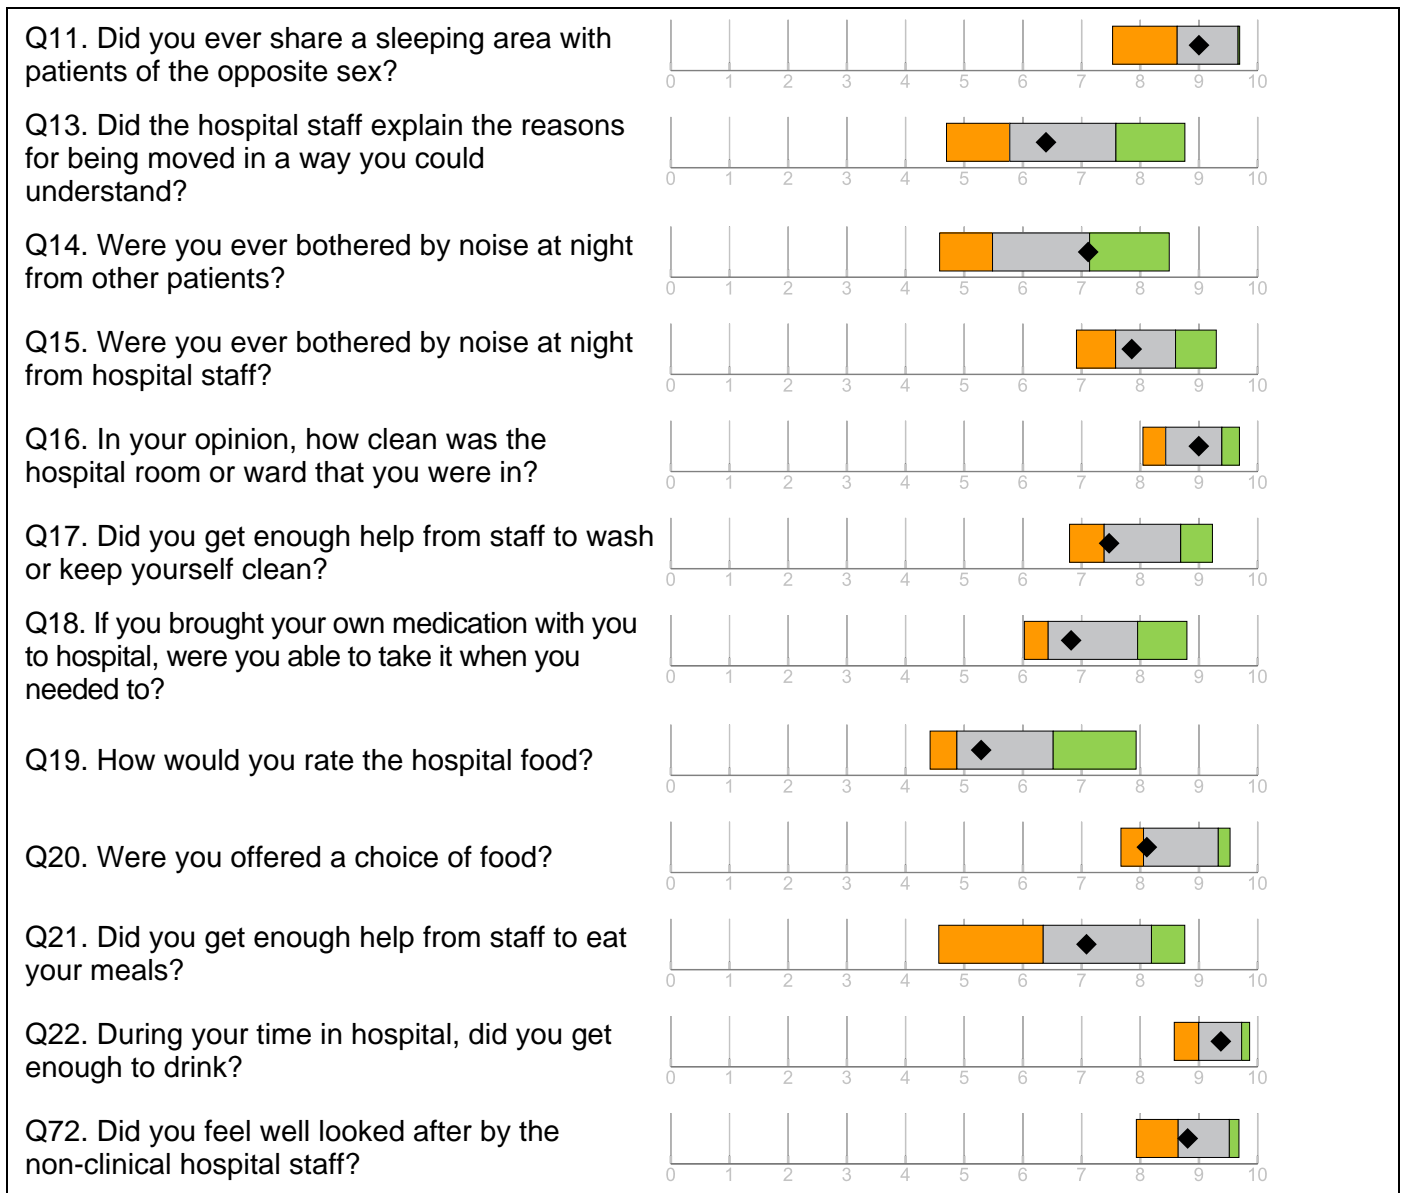 Q11. Did you ever share a sleeping area with
patients of the opposite sex?
0 1 2 3 4 5 6 7 8 9 10
Q13. Did the hospital staff explain the reasons
for being moved in a way you could
understand?
0 1 2 3 4 5 6 7 8 9 10
Q14. Were you ever bothered by noise at night
from other patients?
0 1 2 3 4 5 6 7 8 9 10
Q15. Were you ever bothered by noise at night
from hospital staff?
0 1 2 3 4 5 6 7 8 9 10
Q16. In your opinion, how clean was the
hospital room or ward that you were in?
0 1 2 3 4 5 6 7 8 9 10
Q17. Did you get enough help from staff to wash
or keep yourself clean?
0 1 2 3 4 5 6 7 8 9 10
Q18. If you brought your own medication with you
to hospital, were you able to take it when you
needed to?
0 1 2 3 4 5 6 7 8 9 10
Q19. How would you rate the hospital food?
0 1 2 3 4 5 6 7 8 9 10
Q20. Were you offered a choice of food?
0 1 2 3 4 5 6 7 8 9 10
Q21. Did you get enough help from staff to eat
your meals?
0 1 2 3 4 5 6 7 8 9 10
Q22. During your time in hospital, did you get
enough to drink?
0 1 2 3 4 5 6 7 8 9 10
Q72. Did you feel well looked after by the
non-clinical hospital staff?
0 1 2 3 4 5 6 7 8 9 10